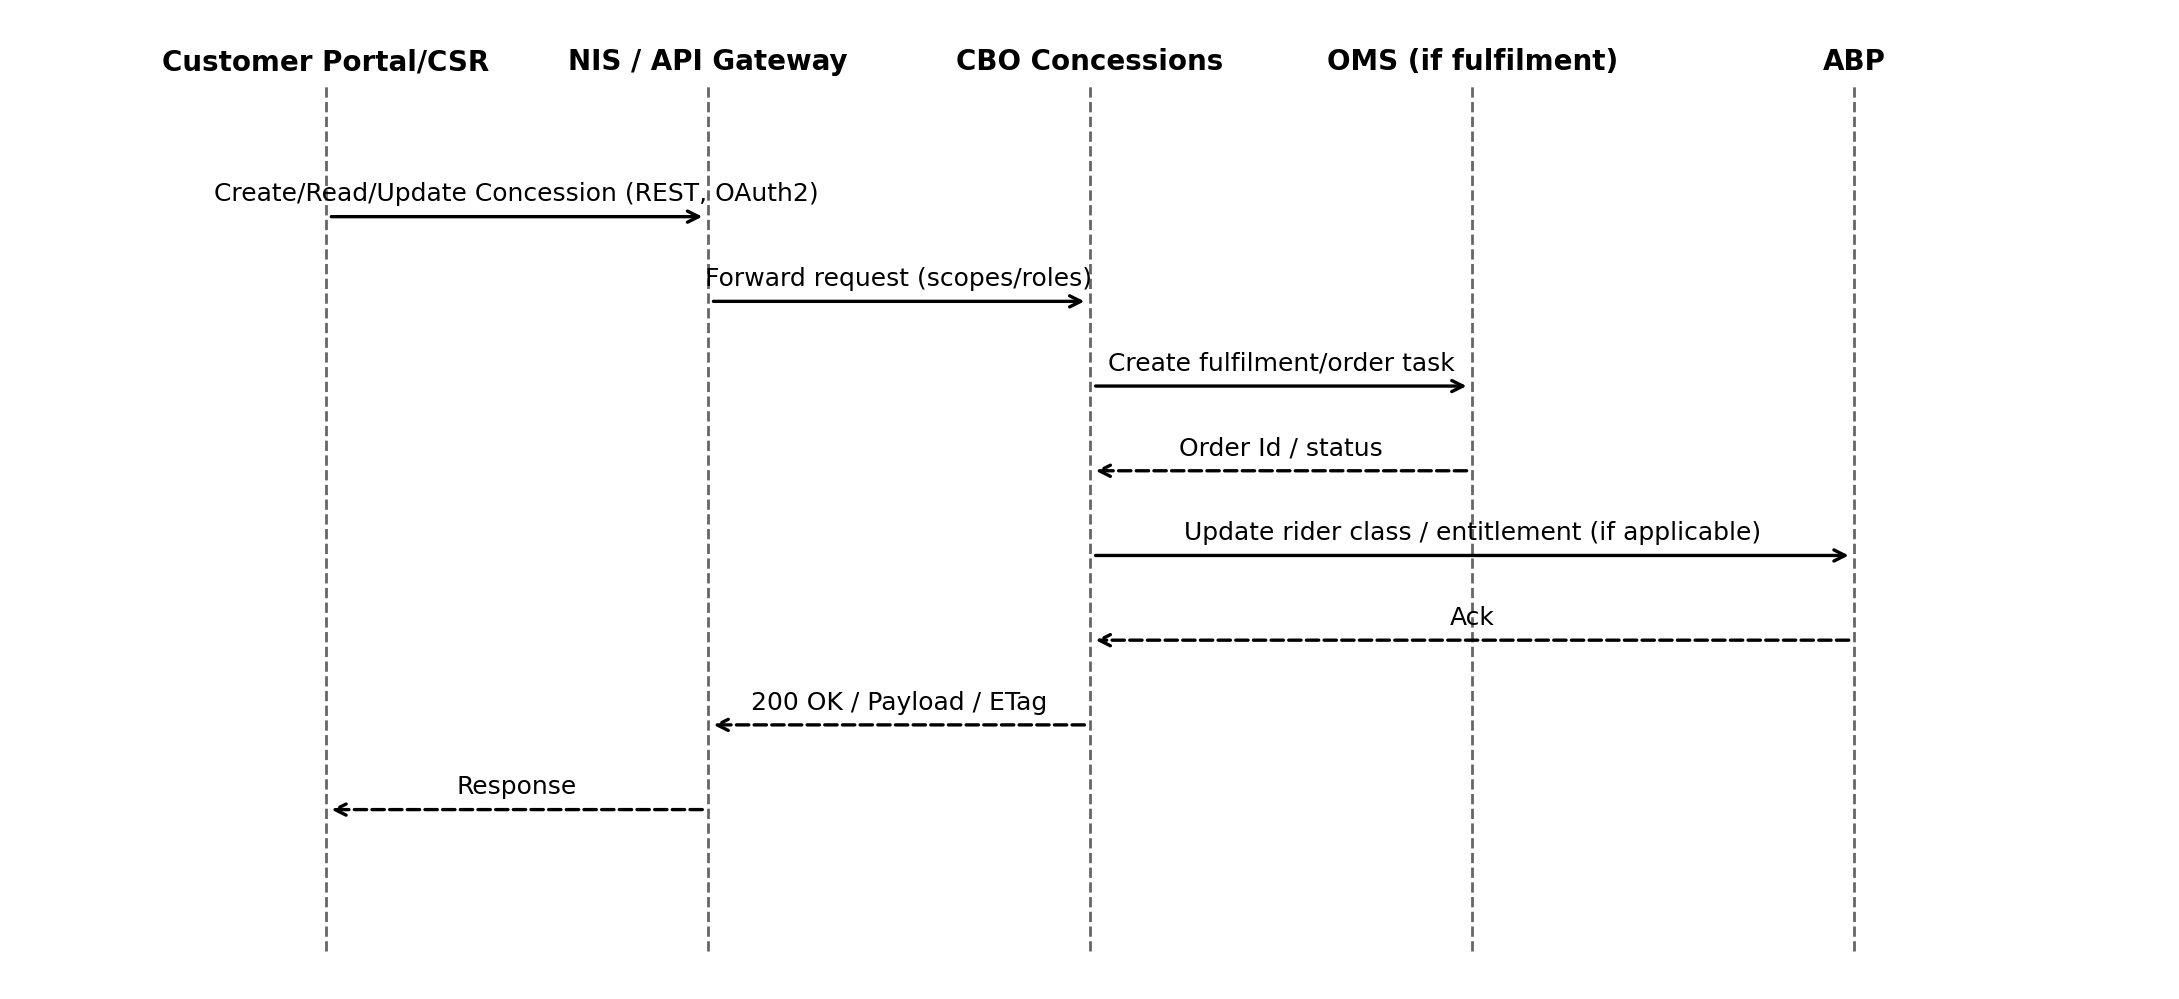 Customer Portal/CSR
NIS / API Gateway
CBO Concessions
OMS (if fulfilment)
ABP
Create/Read/Update Concession (REST, OAuth2)
Forward request (scopes/roles)
Create fulfilment/order task
Order Id / status
Update rider class / entitlement (if applicable)
Ack
200 OK / Payload / ETag
Response